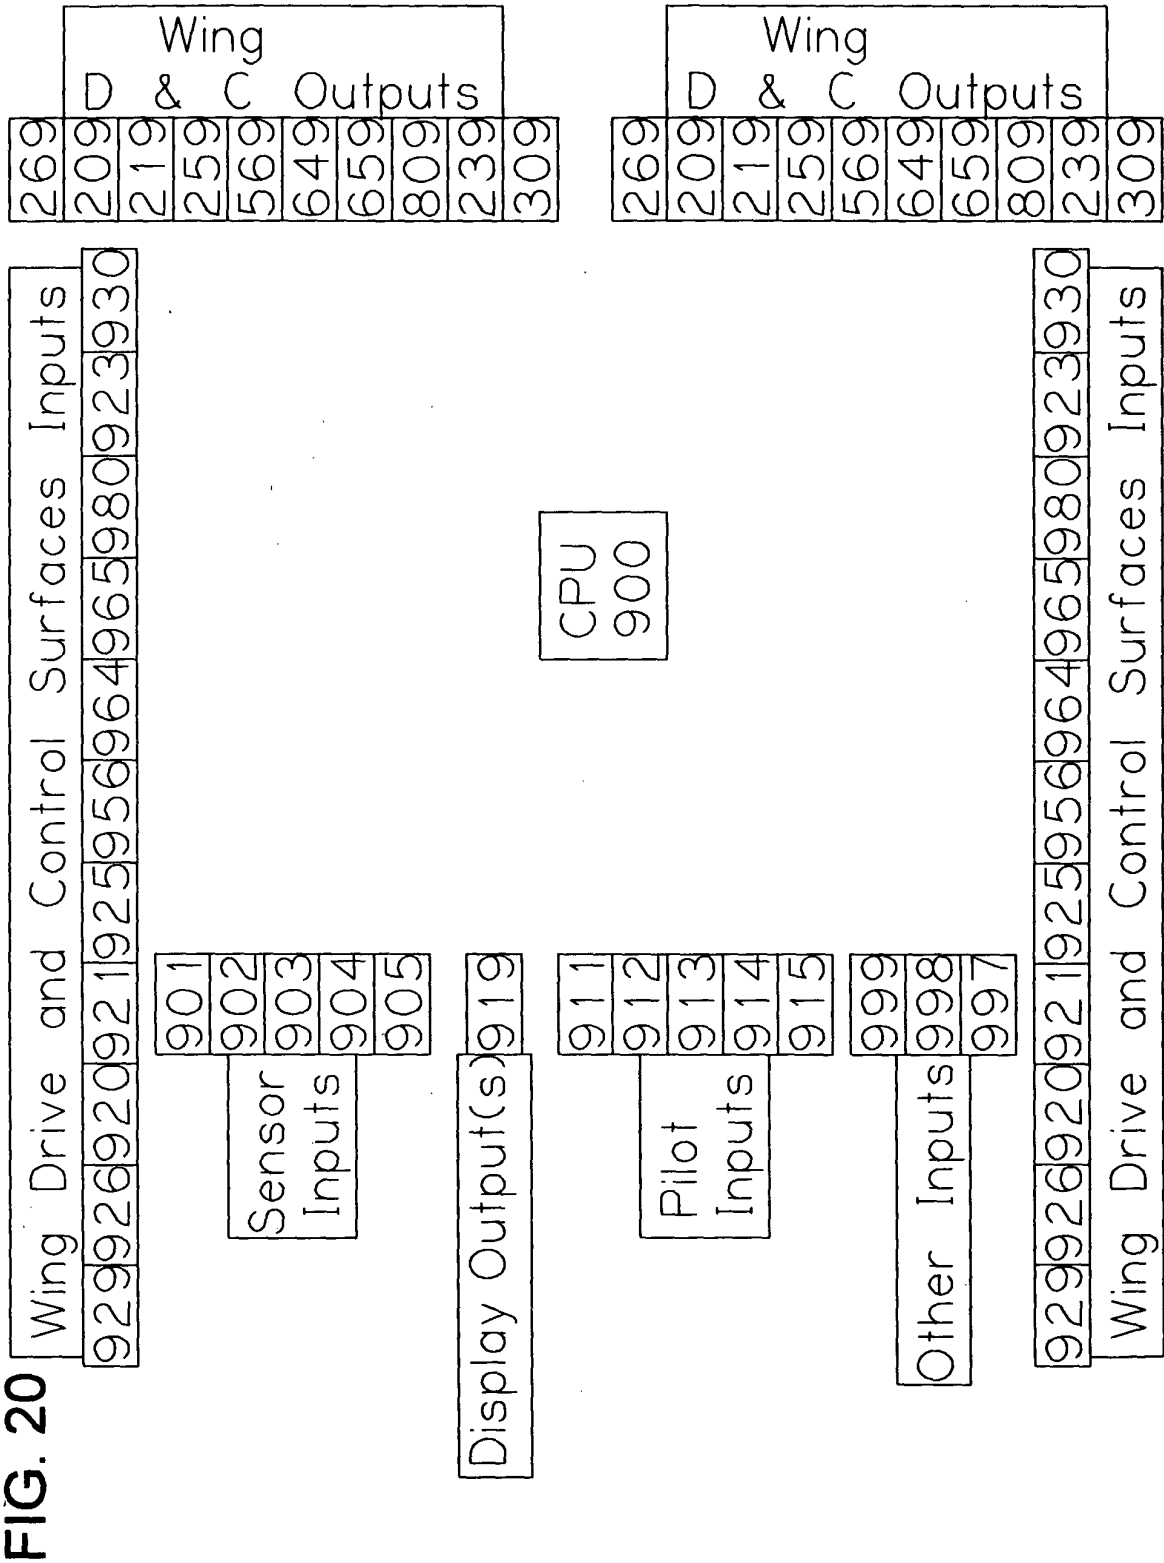 FIG. 20
Wing Drive and Control Surfaces Inputs
929 926 920 921 925 956 964 965 980 923 930
Wing
D & C Outputs
269
209
219
259
569
649
659
809
239
309
Sensor
Inputs
901
902
903
904
905
Display Output(s)
919
CPU
900
Pilot
Inputs
911
912
913
914
915
Other Inputs
999
998
997
Wing
D & C Outputs
269
209
219
259
569
649
659
809
239
309
929 926 920 921 925 956 964 965 980 923 930
Wing Drive and Control Surfaces Inputs